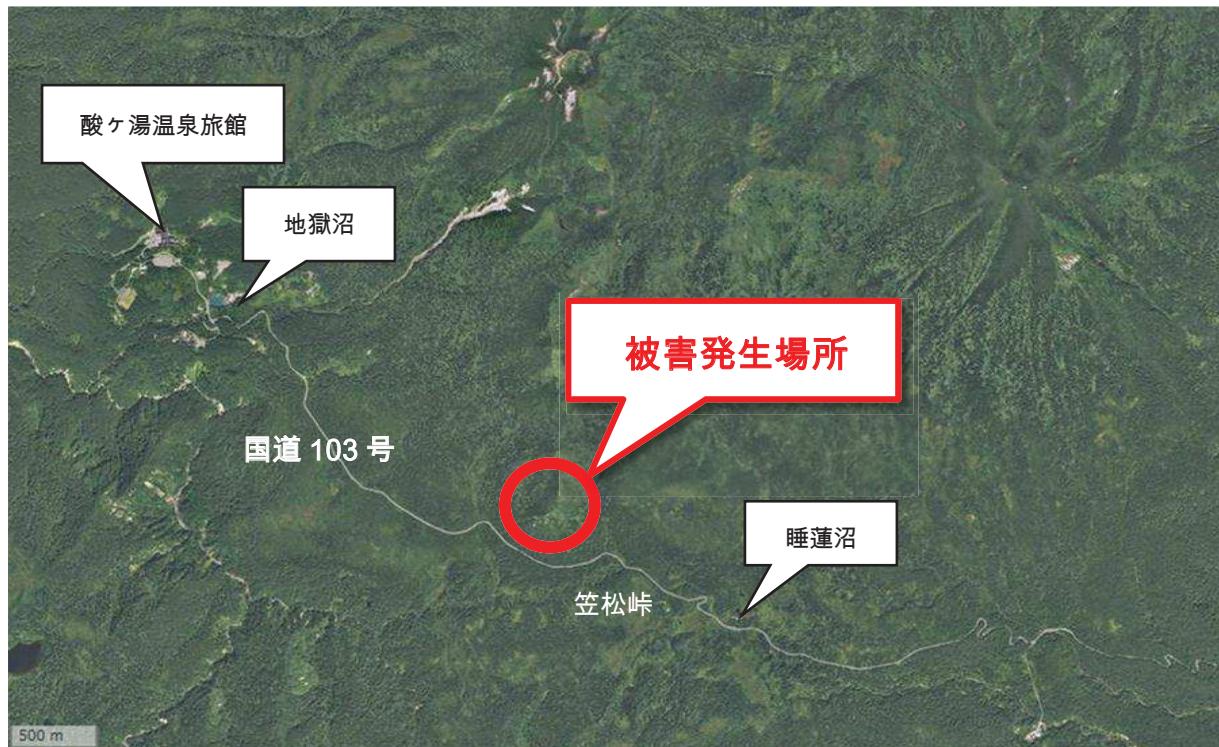 酸ヶ湯温泉旅館
地獄沼
被害発生場所
国道 103 号
睡蓮沼
笠松峠
500 m